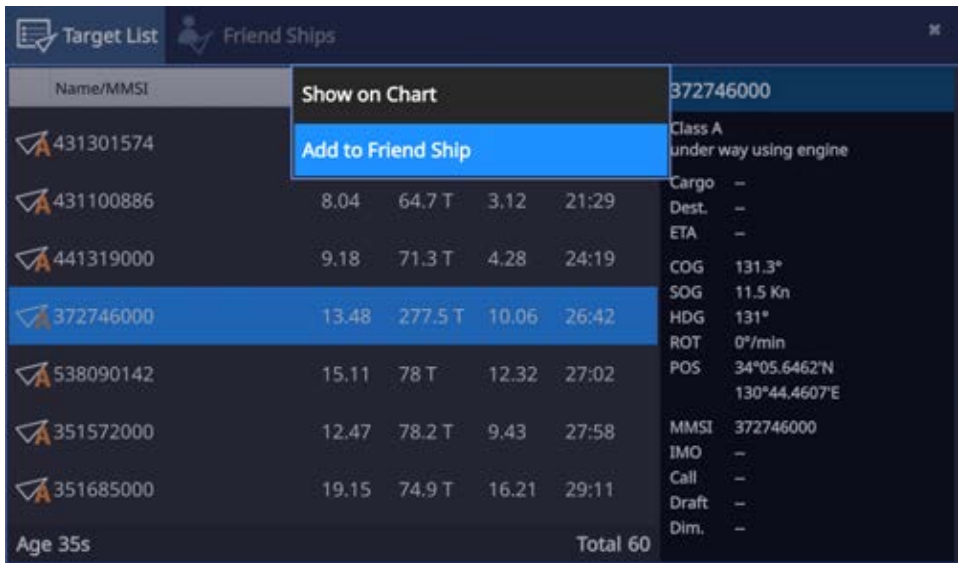 Target List Friend Ships
Name/MMSI
Show on Chart
Add to Friend Ship
A 431301574
A 431100886 8.04 64.7 T 3.12 21:29
A 441319000 9.18 71.3 T 4.28 24:19
A 372746000 13.48 277.5 T 10.06 26:42
A 538090142 15.11 78 T 12.32 27:02
A 351572000 12.47 78.2 T 9.43 27:58
A 351685000 19.15 74.9 T 16.21 29:11
Age 35s Total 60
372746000
Class A
under way using engine
Cargo --
Dest. --
ETA --
COG 131.3°
SOG 11.5 Kn
HDG 131°
ROT 0°/min
POS 34°05.6462'N
130°44.4607'E
MMSI 372746000
IMO --
Call --
Draft --
Dim. --